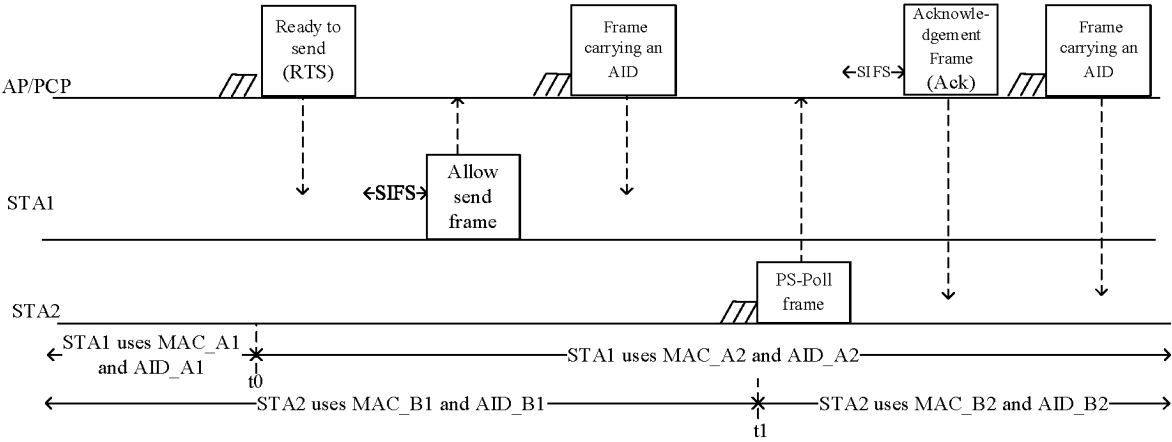 Ready to
send
(RTS)
Frame
carrying an
AID
Acknowle-
dgement
Frame
(Ack)
Frame
carrying an
AID
SIFS
AP/PCP
Allow
send
frame
SIFS
STA1
PS-Poll
frame
STA2
STA1 uses MAC_A1
and AID_A1
STA1 uses MAC_A2 and AID_A2
t0
STA2 uses MAC_B1 and AID_B1
STA2 uses MAC_B2 and AID_B2
t1